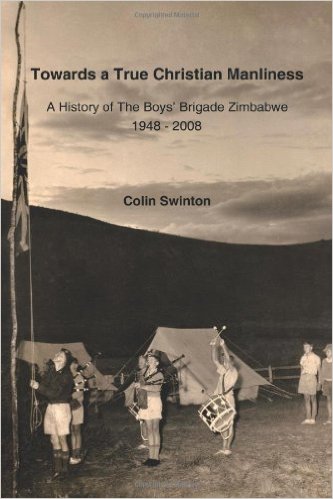 Towards a True Christian Manliness
A History of The Boys' Brigade Zimbabwe
1948 - 2008
Colin Swinton